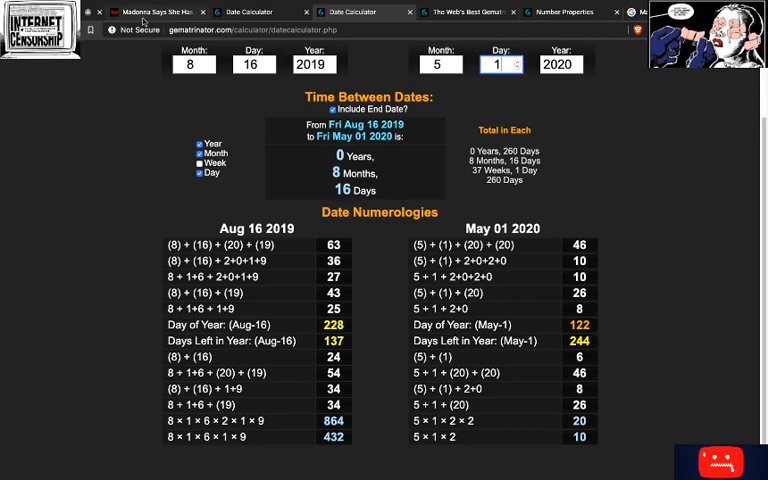 INTERNET
CENSURSHIP
Madonna Says She Has
Date Calculator
Date Calculator
The Web's Best Gematr
Number Properties
Not Secure
gematrinator.com/calculator/datecalculator.php
Month:
Day:
Year:
8
16
2019
Month:
Day:
Year:
5
1
2020
Time Between Dates:
Include End Date?
From Fri Aug 16 2019
to Fri May 01 2020 is:
Year
Month
Week
Day
0 Years,
8 Months,
16 Days
Total in Each
0 Years, 260 Days
8 Months, 16 Days
37 Weeks, 1 Day
260 Days
Date Numerologies
Aug 16 2019
(8) + (16) + (20) + (19) 63
(8) + (16) + 2+0+1+9 36
8 + 1+6 + 2+0+1+9 27
(8) + (16) + (19) 43
8 + 1+6 + 1+9 25
Day of Year: (Aug-16) 228
Days Left in Year: (Aug-16) 137
(8) + (16) 24
8 + 1+6 + (20) + (19) 54
(8) + (16) + 1+9 34
8 + 1+6 + (19) 34
8 × 1 × 6 × 2 × 1 × 9 864
8 × 1 × 6 × 1 × 9 432
May 01 2020
(5) + (1) + (20) + (20) 46
(5) + (1) + 2+0+2+0 10
5 + 1 + 2+0+2+0 10
(5) + (1) + (20) 26
5 + 1 + 2+0 8
Day of Year: (May-1) 122
Days Left in Year: (May-1) 244
(5) + (1) 6
5 + 1 + (20) + (20) 46
(5) + (1) + 2+0 8
5 + 1 + (20) 26
5 × 1 × 2 × 2 20
5 × 1 × 2 10